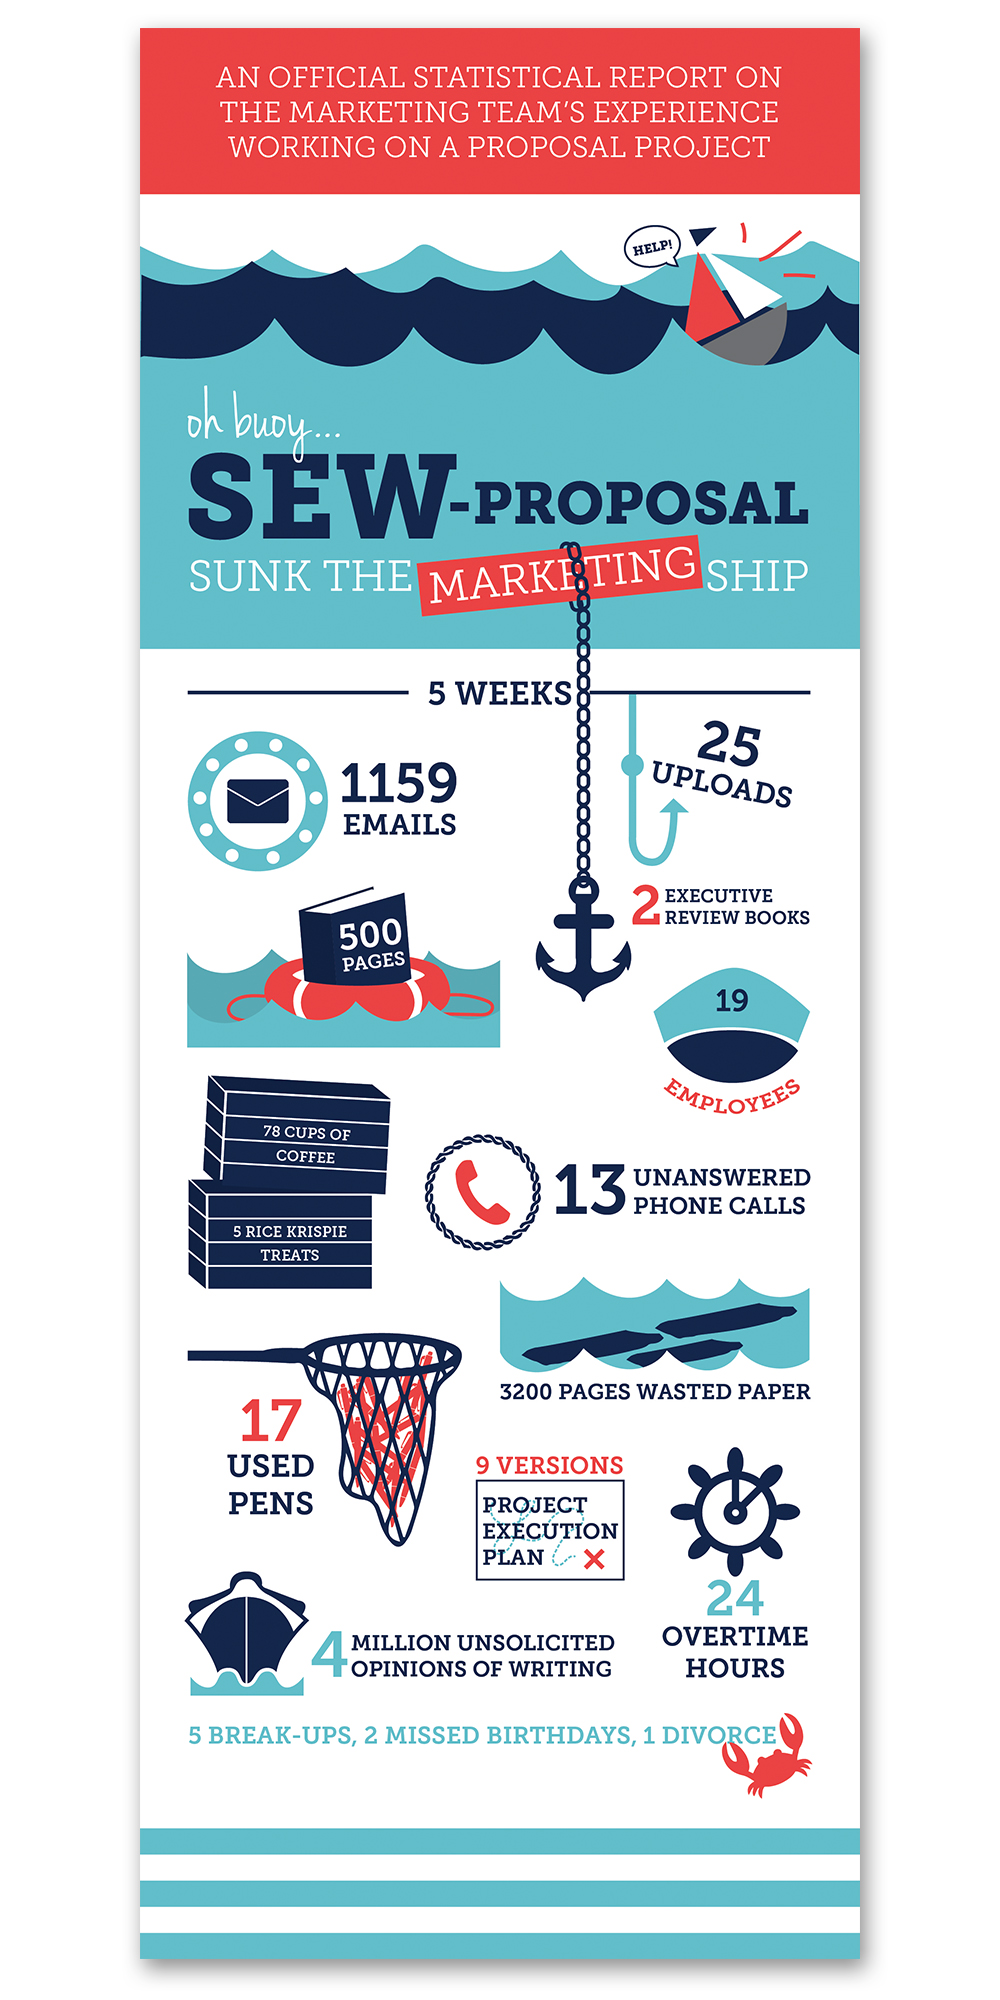 AN OFFICIAL STATISTICAL REPORT ON
THE MARKETING TEAM'S EXPERIENCE
WORKING ON A PROPOSAL PROJECT
HELP!
oh buoy...
SEW-PROPOSAL
SUNK THE MARKETING SHIP
5 WEEKS
25
UPLOADS
1159
EMAILS
2 EXECUTIVE
REVIEW BOOKS
500
PAGES
19
EMPLOYEES
78 CUPS OF
COFFEE
13 UNANSWERED
PHONE CALLS
5 RICE KRISPIE
TREATS
3200 PAGES WASTED PAPER
17
USED
PENS
9 VERSIONS
PROJECT
EXECUTION
PLAN
24
OVERTIME
HOURS
4 MILLION UNSOLICITED
OPINIONS OF WRITING
5 BREAK-UPS, 2 MISSED BIRTHDAYS, 1 DIVORCE